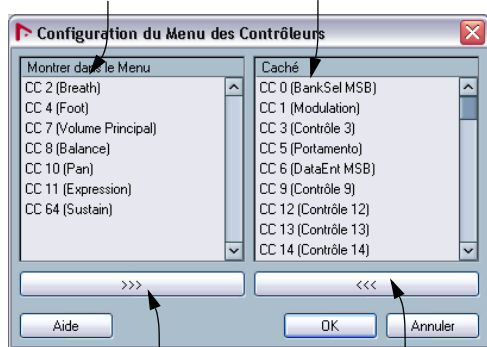 Configuration du Menu des Contrôleurs
Montrer dans le Menu
CC 2 (Breath)
CC 4 (Foot)
CC 7 (Volume Principal)
CC 8 (Balance)
CC 10 (Pan)
CC 11 (Expression)
CC 64 (Sustain)
>>>
Caché
CC 0 (BankSel MSB)
CC 1 (Modulation)
CC 3 (Contrôle 3)
CC 5 (Portamento)
CC 6 (DataEnt MSB)
CC 9 (Contrôle 9)
CC 12 (Contrôle 12)
CC 13 (Contrôle 13)
CC 14 (Contrôle 14)
<<<
Aide
OK
Annuler